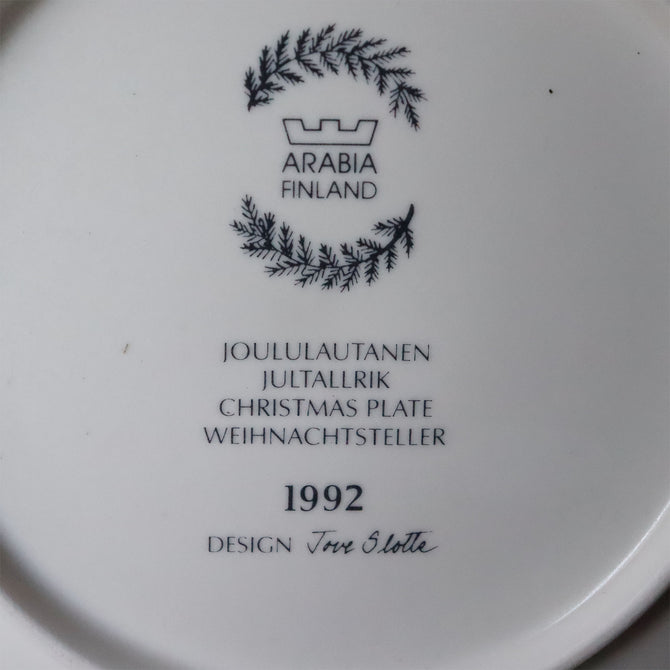 ARABIA
FINLAND
JOULULAUTANEN
JULTALLRIK
CHRISTMAS PLATE
WEIHNACHTSTELLER
1992
DESIGN Tove Slotte